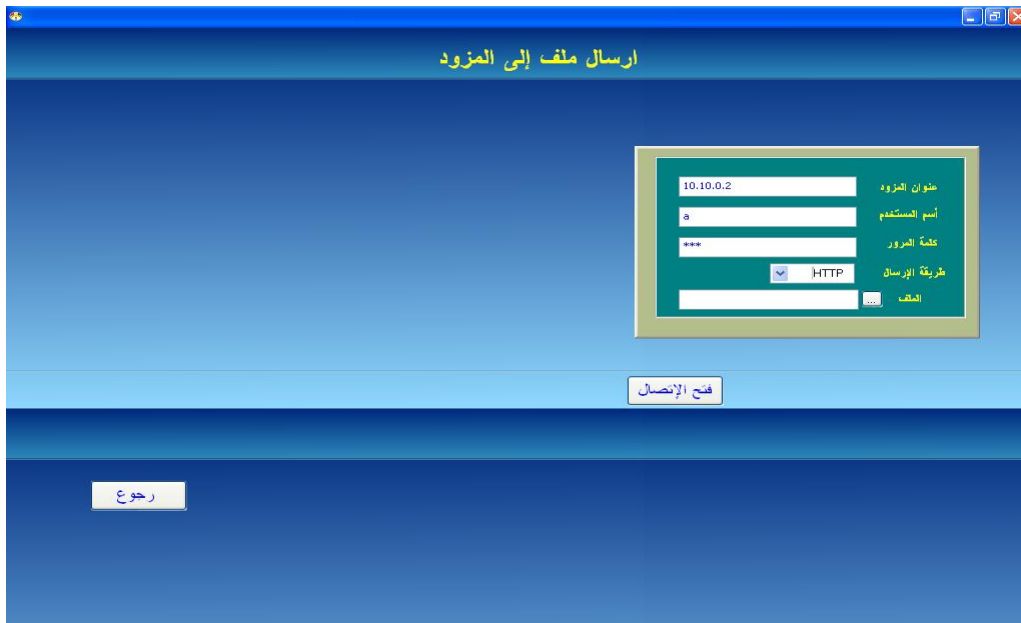 ارسال ملف إلى المزود
عنوان المزود 10.10.0.2
أسم المستخدم a
كلمة المرور ***
طريقة الإرسال HTTP
الملف ...
فتح الإتصال
رجوع